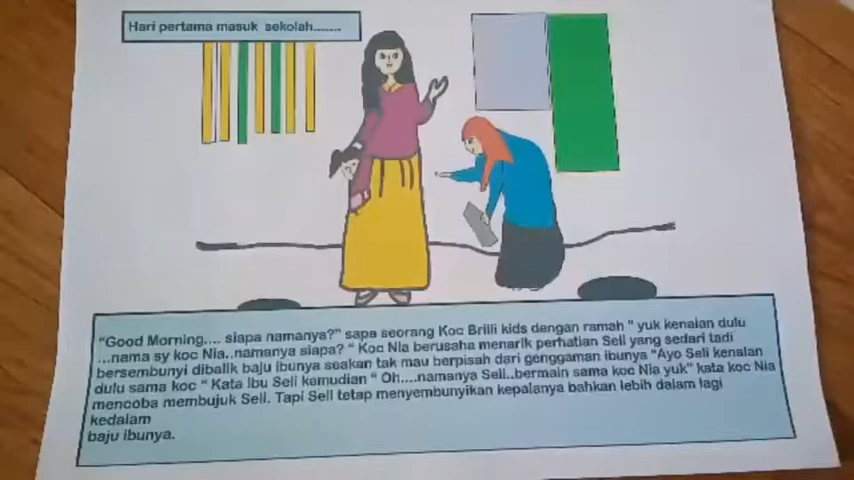 Hari pertama masuk sekolah........
"Good Morning.... siapa namanya?" sapa seorang Koc Brilli kids dengan ramah " yuk kenalan dulu
...nama sy koc Nia..namanya siapa? " Koc Nia berusaha menarik perhatian Seli yang sedari tadi
bersembunyi dibalik baju ibunya seakan tak mau berpisah dari genggaman ibunya "Ayo Seli kenalan
dulu sama koc " Kata ibu Seli kemudian " Oh....namanya Seli..bermain sama koc Nia yuk" kata koc Nia
mencoba membujuk Seli. Tapi Seli tetap menyembunyikan kepalanya bahkan lebih dalam lagi
kedalam
baju ibunya.